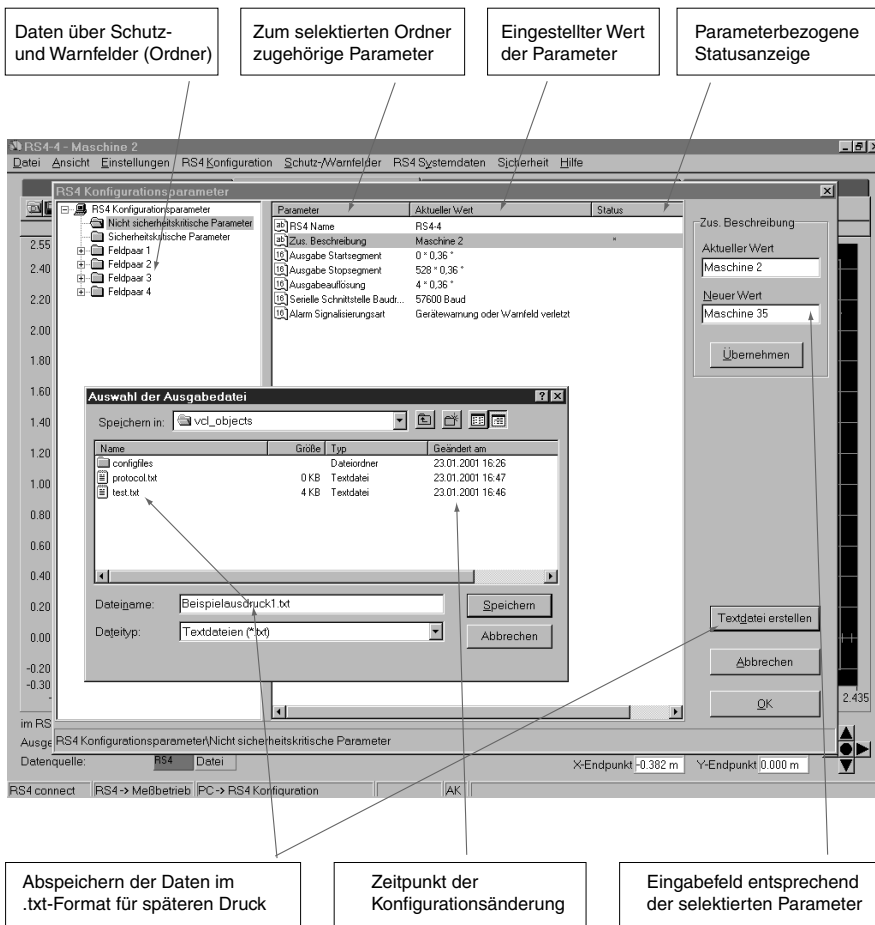 Daten über Schutz-
und Warnfelder (Ordner)
Zum selektierten Ordner
zugehörige Parameter
Eingestellter Wert
der Parameter
Parameterbezogene
Statusanzeige
RS4-4 - Maschine 2
Datei Ansicht Einstellungen RS4 Konfiguration Schutz-/Warnfelder RS4 Systemdaten Sicherheit Hilfe
RS4 Konfigurationsparameter
RS4 Konfigurationsparameter
Nicht sicherheitskritische Parameter
Sicherheitskritische Parameter
Feldpaar 1
Feldpaar 2
Feldpaar 3
Feldpaar 4
Parameter Aktueller Wert Status
RS4 Name RS4-4
Zus. Beschreibung Maschine 2 *
Ausgabe Startsegment 0 * 0,36 °
Ausgabe Stopsegment 528 * 0,36 °
Ausgabeauflösung 4 * 0,36 °
Serielle Schnittstelle Baudr... 57600 Baud
Alarm Signalisierungsart Gerätewarnung oder Warnfeld verletzt
Zus. Beschreibung
Aktueller Wert
Maschine 2
Neuer Wert
Maschine 35
Übernehmen
2.55
2.40
2.20
2.00
1.80
1.60
1.40
1.20
1.00
0.80
0.60
0.40
0.20
0.00
-0.20
-0.30
Auswahl der Ausgabedatei
Speichern in: vcl_objects
Name Größe Typ Geändert am
configfiles Dateiordner 23.01.2001 16:26
protocol.txt 0 KB Textdatei 23.01.2001 16:47
test.txt 4 KB Textdatei 23.01.2001 16:46
Dateiname: Beispielausdruck1.txt Speichern
Dateityp: Textdateien (*.txt) Abbrechen
Textdatei erstellen
Abbrechen
OK
2.435
im RS
Ausge
RS4 Konfigurationsparameter\Nicht sicherheitskritische Parameter
Datenquelle: RS4 Datei X-Endpunkt -0.382 m Y-Endpunkt 0.000 m
RS4 connect RS4 -> Meßbetrieb PC -> RS4 Konfiguration AK
Abspeichern der Daten im
.txt-Format für späteren Druck
Zeitpunkt der
Konfigurationsänderung
Eingabefeld entsprechend
der selektierten Parameter